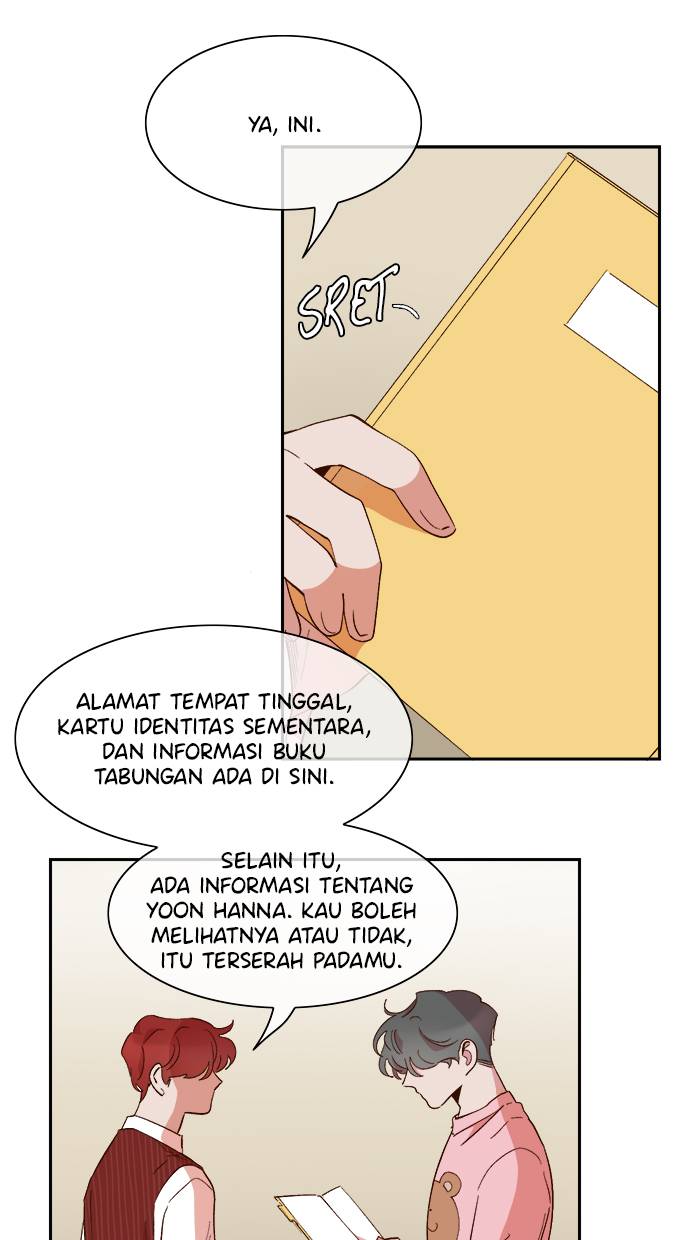 YA, INI.
SRET
ALAMAT TEMPAT TINGGAL,
KARTU IDENTITAS SEMENTARA,
DAN INFORMASI BUKU
TABUNGAN ADA DI SINI.
SELAIN ITU,
ADA INFORMASI TENTANG
YOON HANNA. KAU BOLEH
MELIHATNYA ATAU TIDAK,
ITU TERSERAH PADAMU.